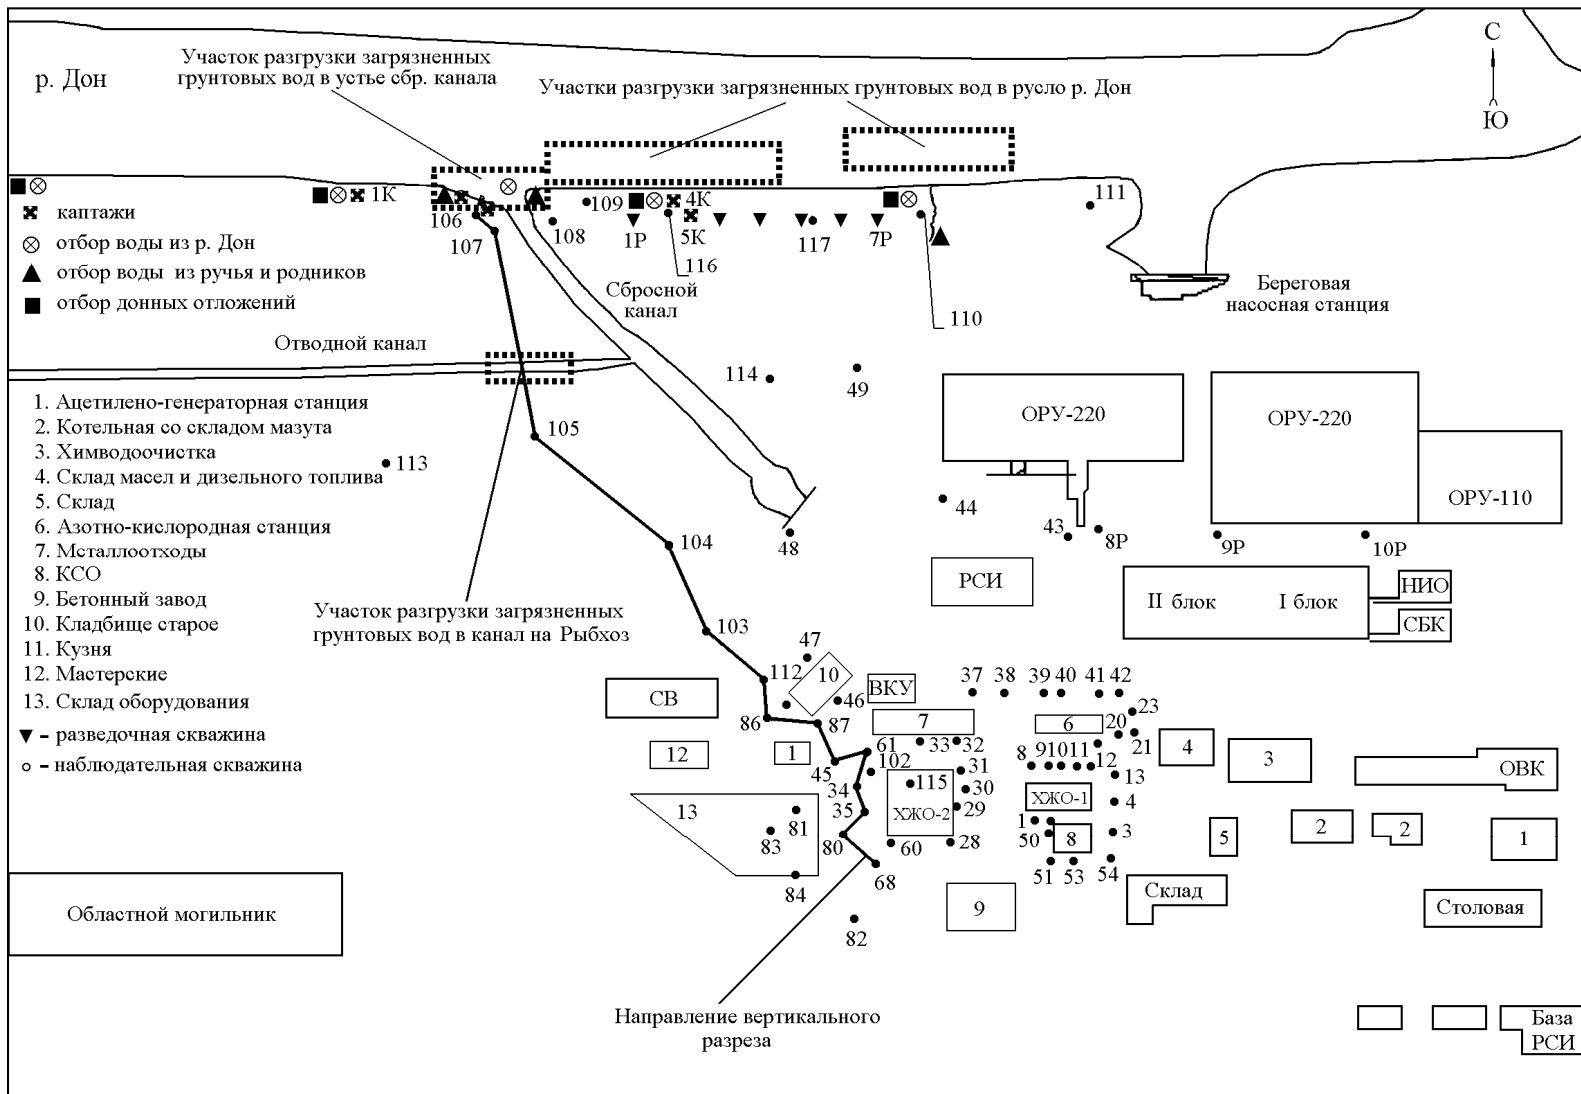 С
Участок разгрузки загрязненных
грунтовых вод в устье сбр. канала
р. Дон
Участки разгрузки загрязненных грунтовых вод в русло р. Дон
Ю
1К
4К
111
каптажи
106
109
отбор воды из р. Дон
107
108
1Р
5К
117
7Р
116
отбор воды из ручья и родников
Береговая
насосная станция
Сбросной
канал
отбор донных отложений
110
Отводной канал
114
49
1. Ацетилено-генераторная станция
2. Котельная со складом мазута
3. Химводоочистка
4. Склад масел и дизельного топлива
5. Склад
6. Азотно-кислородная станция
7. Металлоотходы
8. КСО
9. Бетонный завод
10. Кладбище старое
11. Кузня
12. Мастерские
13. Склад оборудования
- разведочная скважина
- наблюдательная скважина
ОРУ-220
ОРУ-220
ОРУ-110
105
113
44
43
8Р
9Р
10Р
48
104
РСИ
II блок
I блок
НИО
СБК
Участок разгрузки загрязненных
грунтовых вод в канал на Рыбхоз
103
47
112
10
46
ВКУ
37
38
39
40
41
42
СВ
86
87
7
6
20
23
21
12
1
61
33
32
4
3
ОВК
45
102
31
8
9
10
11
12
13
34
115
30
ХЖО-1
4
13
81
35
ХЖО-2
29
1
83
80
60
28
50
8
3
5
2
2
1
84
68
51
53
54
Областной могильник
82
9
Склад
Столовая
Направление вертикального
разреза
База
РСИ